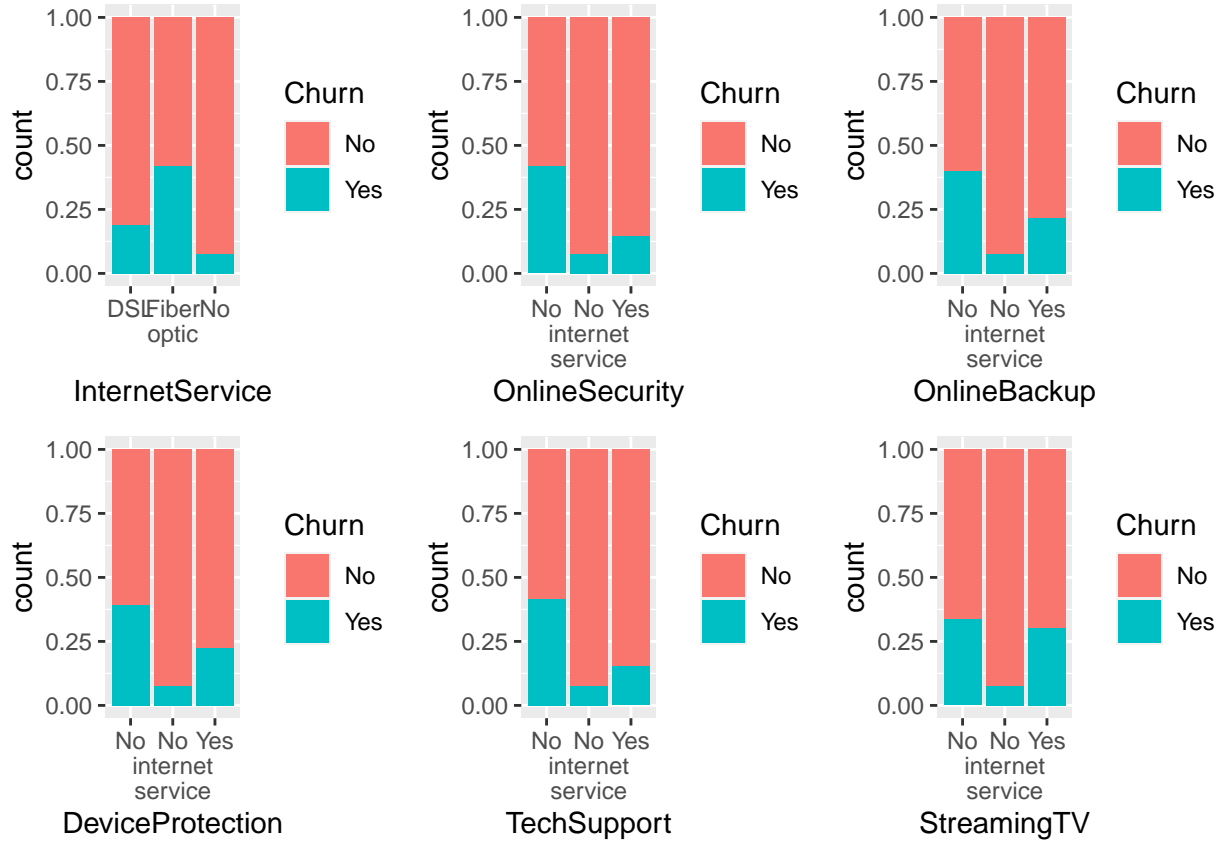 1.00
0.75
0.50
0.25
0.00
count
DSL Fiber No
optic
InternetService
Churn
No
Yes
1.00
0.75
0.50
0.25
0.00
count
No No Yes
internet
service
OnlineSecurity
Churn
No
Yes
1.00
0.75
0.50
0.25
0.00
count
No No Yes
internet
service
OnlineBackup
Churn
No
Yes
1.00
0.75
0.50
0.25
0.00
count
No No Yes
internet
service
DeviceProtection
Churn
No
Yes
1.00
0.75
0.50
0.25
0.00
count
No No Yes
internet
service
TechSupport
Churn
No
Yes
1.00
0.75
0.50
0.25
0.00
count
No No Yes
internet
service
StreamingTV
Churn
No
Yes